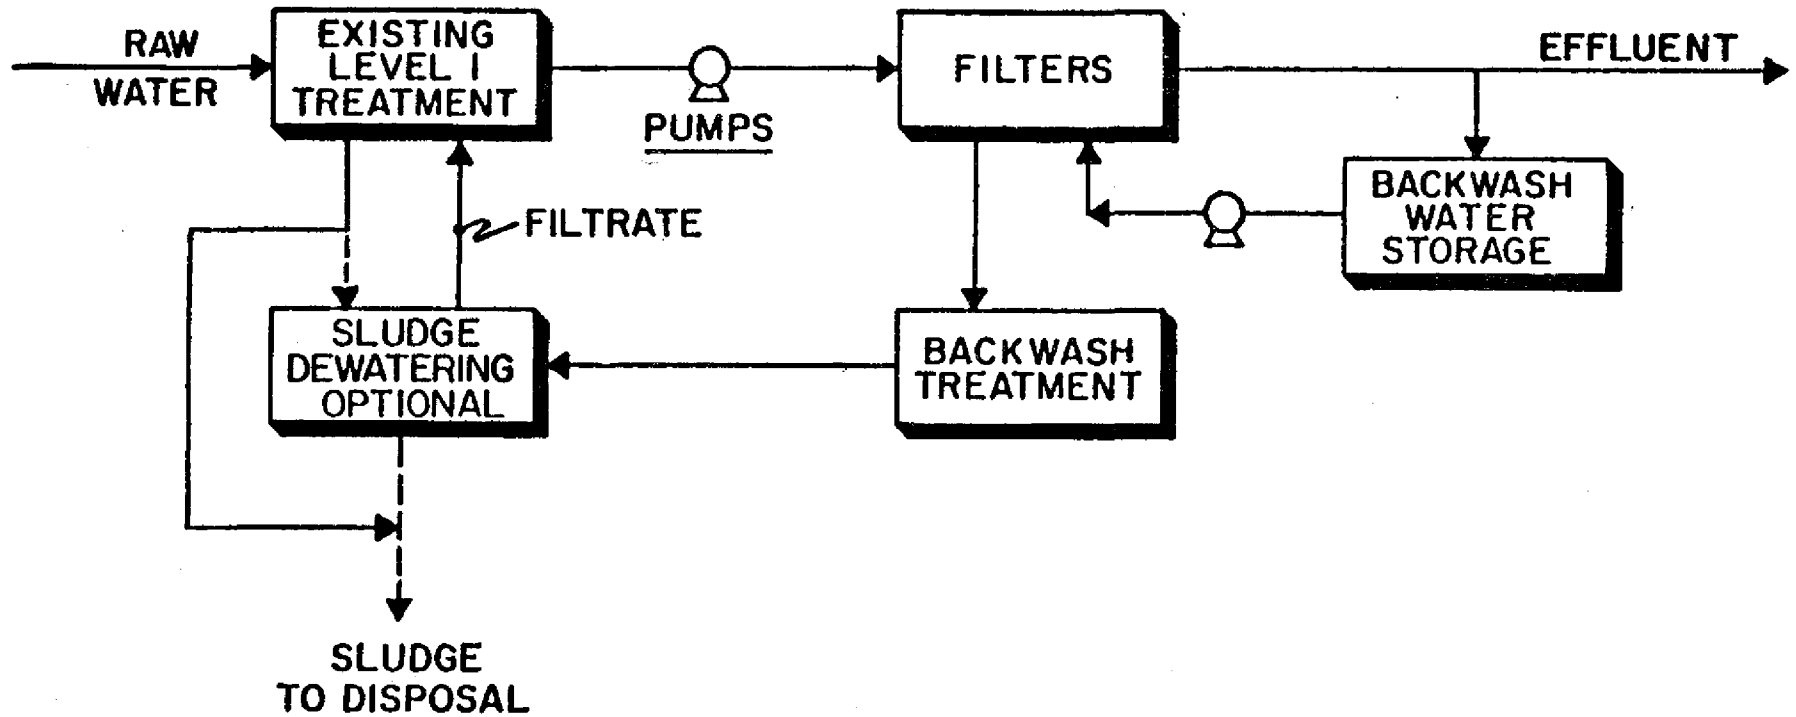 RAW
WATER
EXISTING
LEVEL I
TREATMENT
PUMPS
FILTERS
EFFLUENT
BACKWASH
WATER
STORAGE
FILTRATE
SLUDGE
DEWATERING
OPTIONAL
BACKWASH
TREATMENT
SLUDGE
TO DISPOSAL